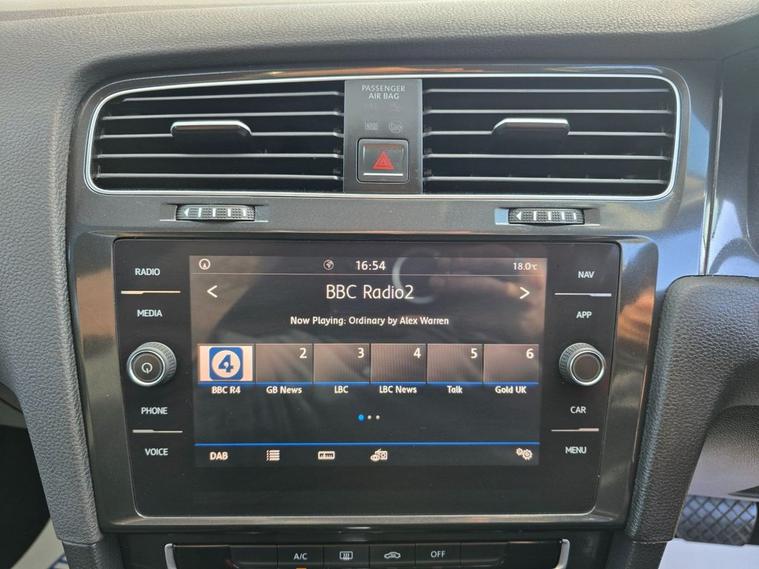 PASSENGER
AIR BAG
RADIO
MEDIA
PHONE
VOICE
16:54
18.0°C
< BBC Radio2 >
Now Playing: Ordinary by Alex Warren
4 2 3 4 5 6
BBC R4 GB News LBC LBC News Talk Gold UK
DAB
NAV
APP
CAR
MENU
A/C
OFF